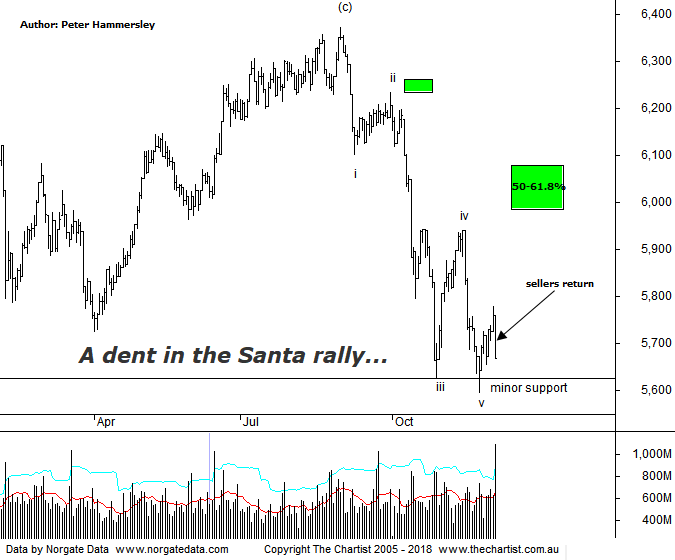 (c)
Author: Peter Hammersley
6,400
6,300
ii
6,200
i
6,100
50-61.8%
6,000
iv
5,900
sellers return
5,800
A dent in the Santa rally...
5,700
iii
minor support
5,600
v
Apr Jul Oct
1,000M
800M
600M
400M
Data by Norgate Data www.norgatedata.com Copyright The Chartist 2005 - 2018 www.thechartist.com.au